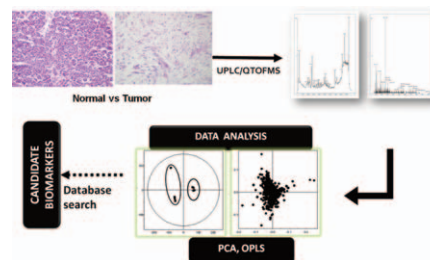 UPLC/QTOFMS
Normal vs Tumor
DATA ANALYSIS
CANDIDATE
BIOMARKERS
Database
search
PCA, OPLS